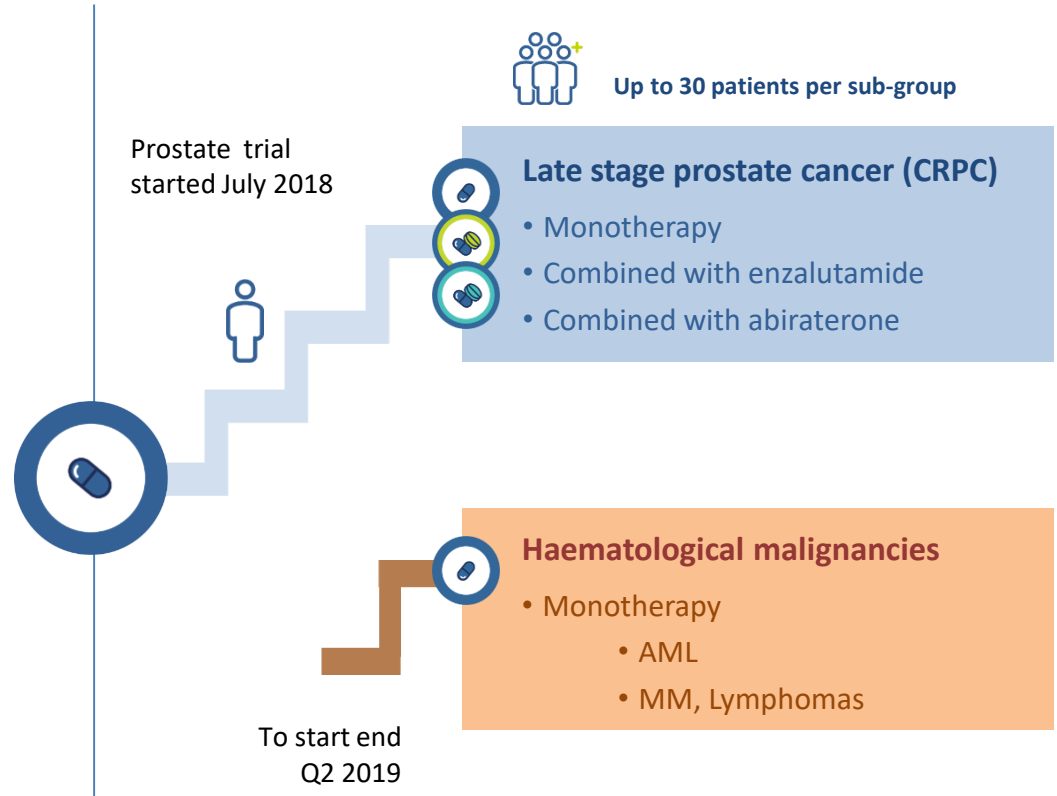 Up to 30 patients per sub-group
Prostate trial
started July 2018
Late stage prostate cancer (CRPC)
• Monotherapy
• Combined with enzalutamide
• Combined with abiraterone
Haematological malignancies
• Monotherapy
• AML
• MM, Lymphomas
To start end
Q2 2019